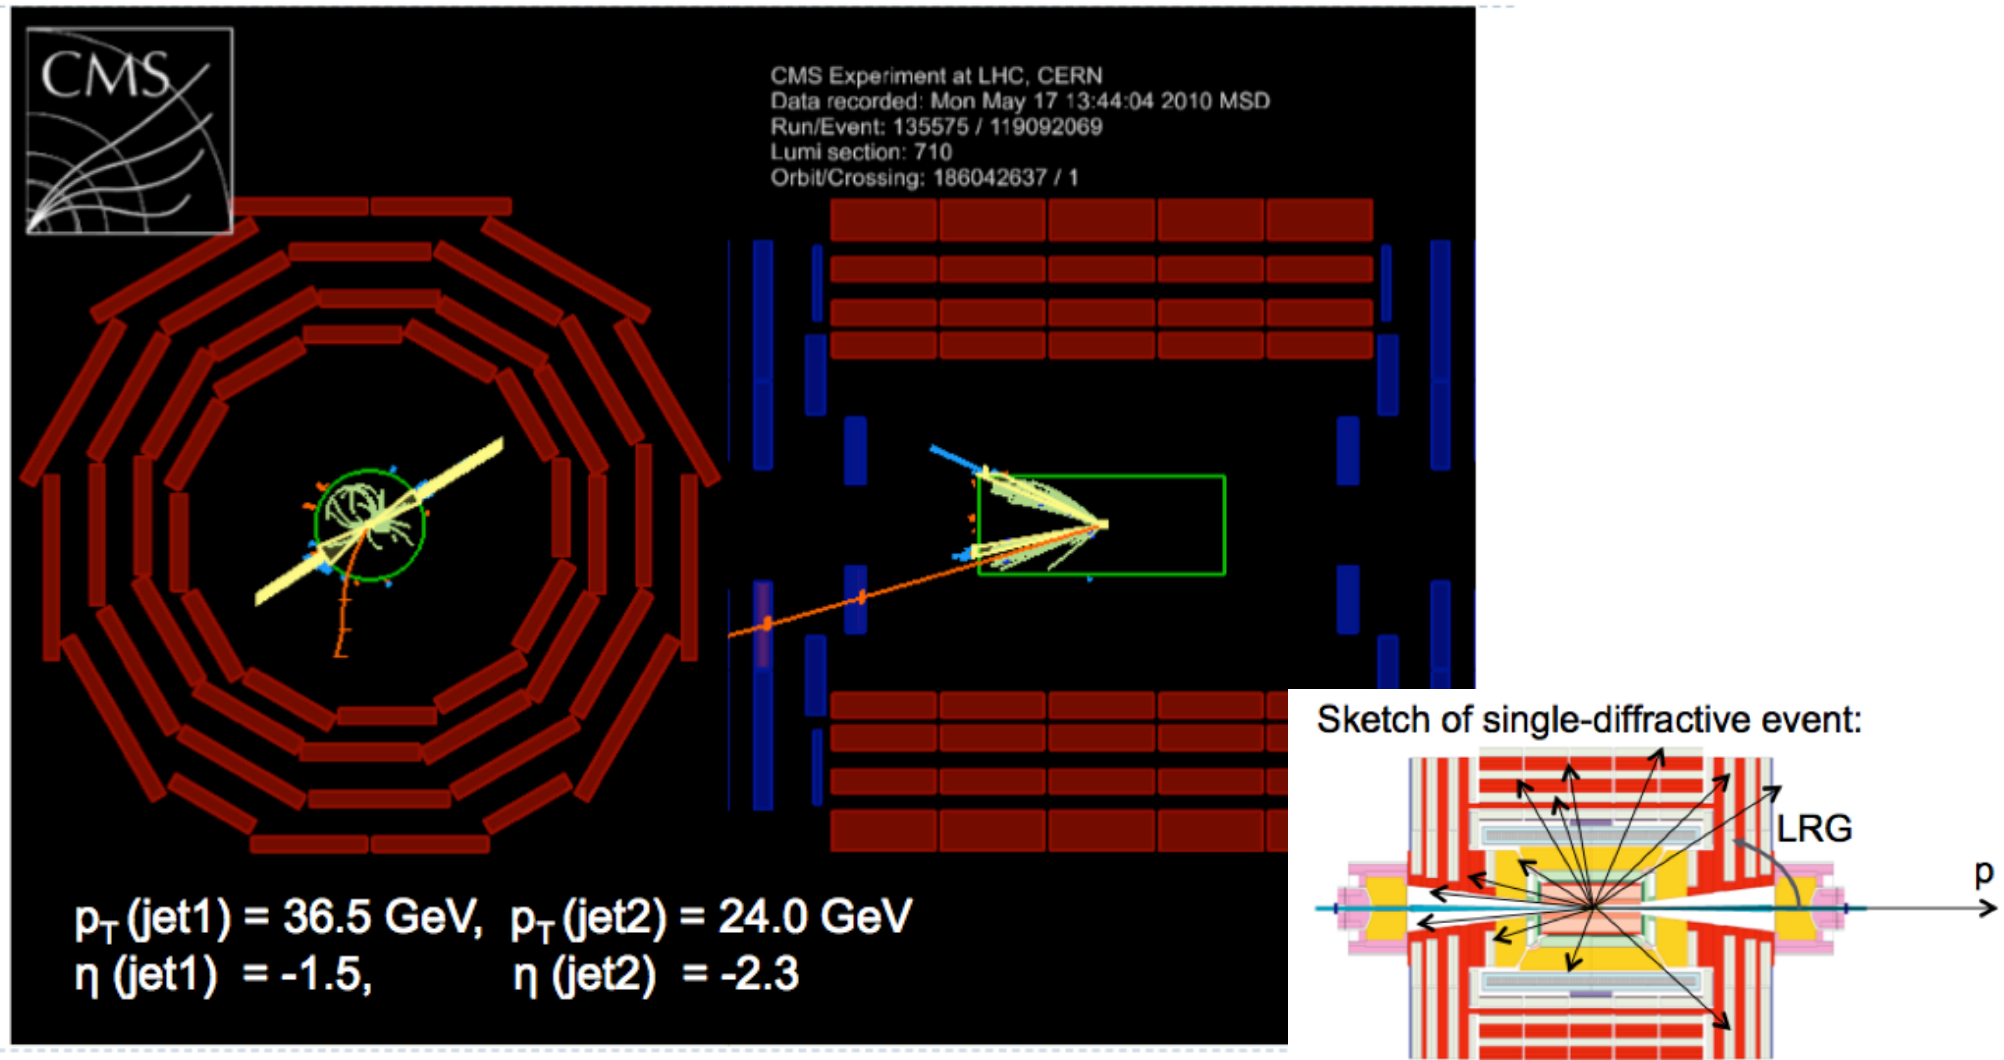 CMS
CMS Experiment at LHC, CERN
Data recorded: Mon May 17 13:44:04 2010 MSD
Run/Event: 135575 / 119092069
Lumi section: 710
Orbit/Crossing: 186042637 / 1
pT (jet1) = 36.5 GeV, pT (jet2) = 24.0 GeV
η (jet1) = -1.5, η (jet2) = -2.3
Sketch of single-diffractive event:
LRG
p